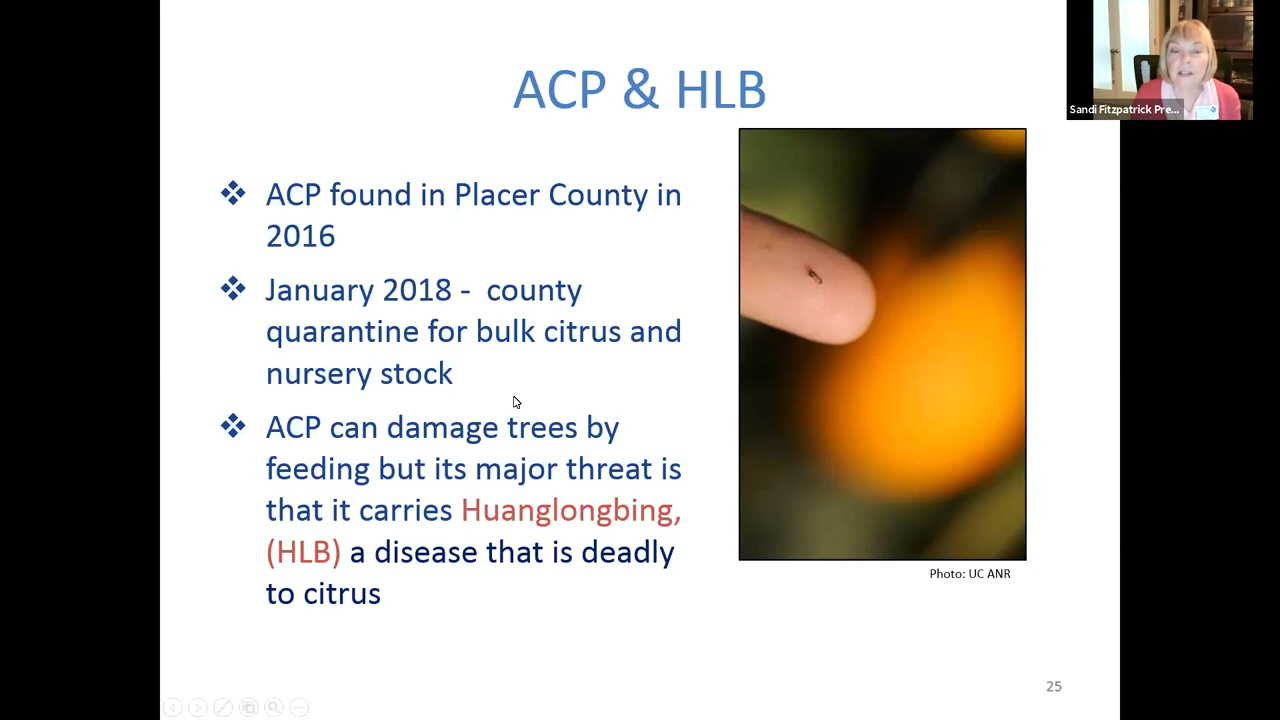 ACP & HLB
Sandi Fitzpatrick Pre...
ACP found in Placer County in
2016
January 2018 - county
quarantine for bulk citrus and
nursery stock
ACP can damage trees by
feeding but its major threat is
that it carries Huanglongbing,
(HLB) a disease that is deadly
to citrus
Photo: UC ANR
25